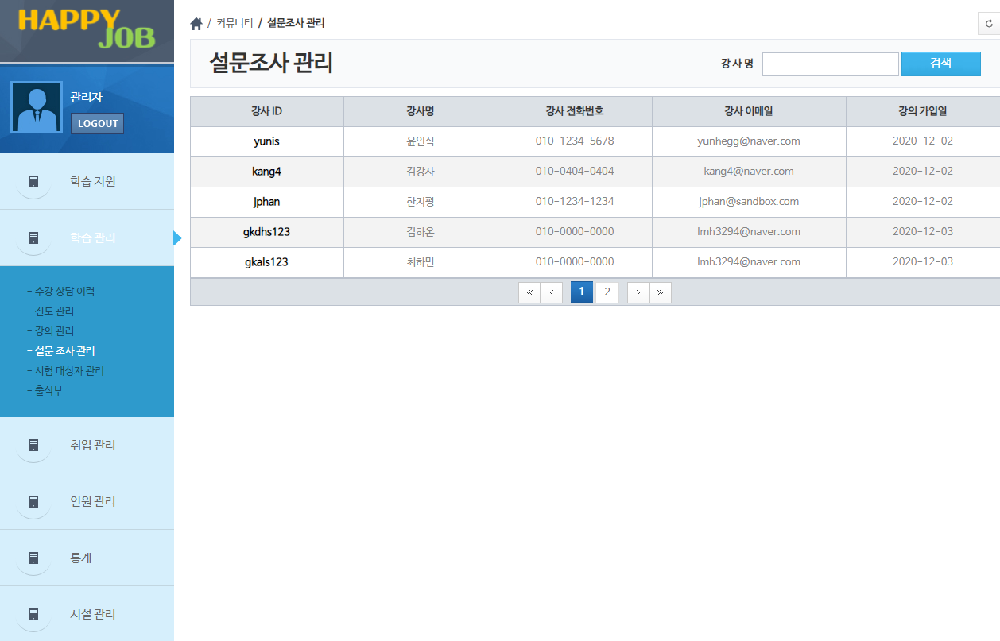 HAPPY
JOB
관리자
LOGOUT
학습 지원
학습 관리
- 수강 상담 이력
- 진도 관리
- 강의 관리
- 설문 조사 관리
- 시험 대상자 관리
- 출석부
취업 관리
인원 관리
통계
시설 관리
/ 커뮤니티 / 설문조사 관리
설문조사 관리
강 사 명
검색
강사 ID 강사명 강사 전화번호 강사 이메일 강의 가입일
yunis 윤인식 010-1234-5678 yunhegg@naver.com 2020-12-02
kang4 김강사 010-0404-0404 kang4@naver.com 2020-12-02
jphan 한지평 010-1234-1234 jphan@sandbox.com 2020-12-02
gkdhs123 김하온 010-0000-0000 lmh3294@naver.com 2020-12-03
gkals123 최하민 010-0000-0000 lmh3294@naver.com 2020-12-03
« ‹ 1 2 › »